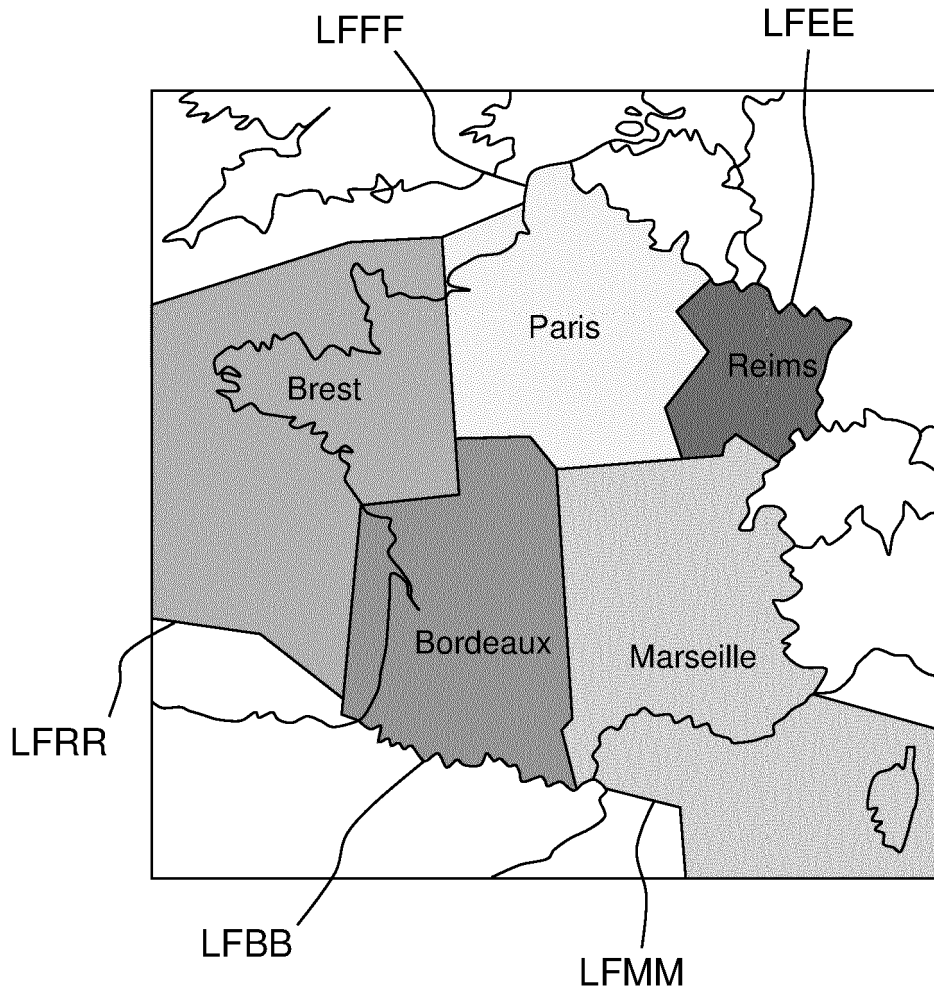 LFFF
LFEE
Paris
Reims
Brest
Bordeaux
Marseille
LFRR
LFBB
LFMM